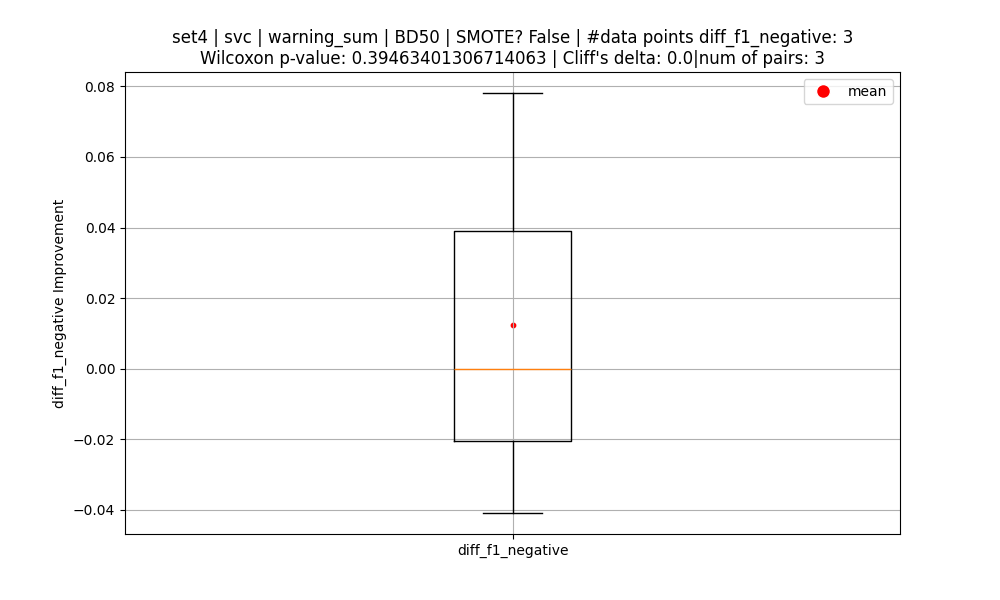 set4 | svc | warning_sum | BD50 | SMOTE? False | #data points diff_f1_negative: 3
Wilcoxon p-value: 0.39463401306714063 | Cliff's delta: 0.0|num of pairs: 3
mean
0.08
0.06
0.04
0.02
0.00
−0.02
−0.04
diff_f1_negative Improvement
diff_f1_negative